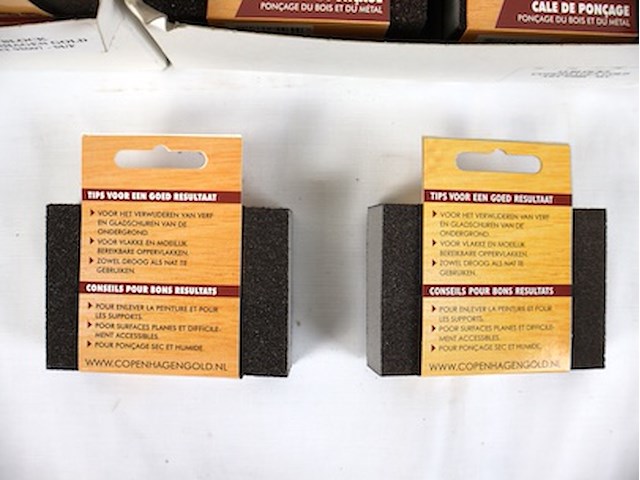 BLOCK
PONÇAGE DU BOIS ET DU MÉTAL
CALE DE PONÇAGE
PONÇAGE DU BOIS ET DU MÉTAL
TIPS VOOR EEN GOED RESULTAAT
VOOR HET VERWIJDEREN VAN VERF
EN GLADSCHUREN VAN DE
ONDERGROND.
VOOR VLAKKE EN MOEILIJK
BEREIKBARE OPPERVLAKKEN.
ZOWEL DROOG ALS NAT TE
GEBRUIKEN.
CONSEILS POUR BONS RESULTATS
POUR ENLEVER LA PEINTURE ET POUR
LES SUPPORTS.
POOR SURFACES PLANES ET DIFFICILE-
MENT ACCESSIBLES.
POUR PONÇAGE SEC ET HUMIDE.
WWW.COPENHAGENGOLD.NL
TIPS VOOR EEN GOED RESULTAAT
VOOR HET VERWIJDEREN VAN VERF
EN GLADSCHUREN VAN DE
ONDERGROND.
VOOR VLAKKE EN MOEILIJK
BEREIKBARE OPPERVLAKKEN.
ZOWEL DROOG ALS NAT TE
GEBRUIKEN.
CONSEILS POUR BONS RESULTATS
POUR ENLEVER LA PEINTURE ET POUR
LES SUPPORTS.
POOR SURFACES PLANES ET DIFFICILE-
MENT ACCESSIBLES.
POUR PONÇAGE SEC ET HUMIDE.
WWW.COPENHAGENGOLD.NL